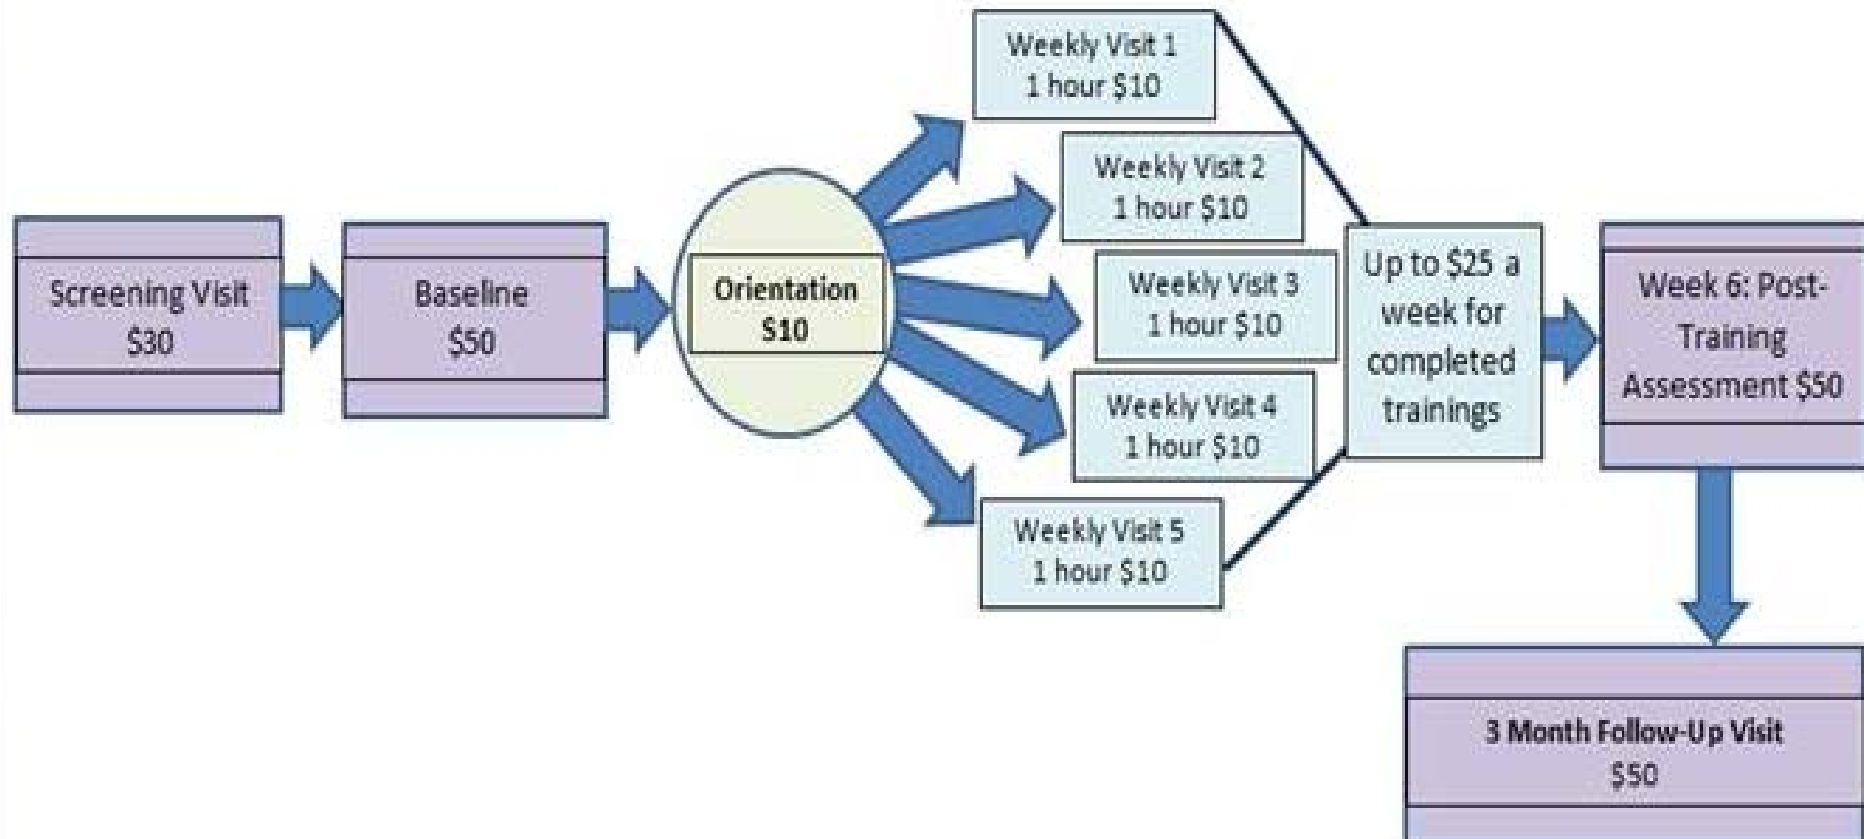 Screening Visit
$30
Baseline
$50
Orientation
$10
Weekly Visit 1
1 hour $10
Weekly Visit 2
1 hour $10
Weekly Visit 3
1 hour $10
Weekly Visit 4
1 hour $10
Weekly Visit 5
1 hour $10
Up to $25 a
week for
completed
trainings
Week 6: Post-
Training
Assessment $50
3 Month Follow-Up Visit
$50